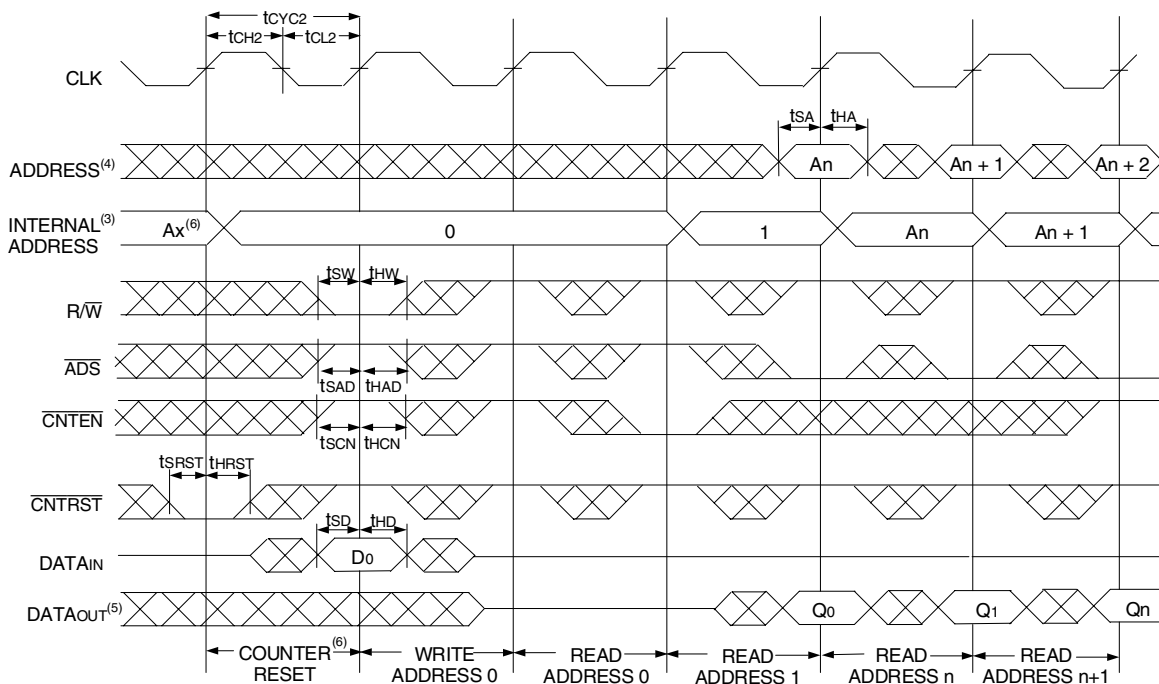 tCYC2
tCH2 tCL2
CLK
tSA tHA
ADDRESS(4) An An + 1 An + 2
INTERNAL(3) ADDRESS Ax(6) 0 1 An An + 1
tSW tHW
R/W̅
A̅D̅S̅
tSAD tHAD
C̅N̅T̅E̅N̅
tSCN tHCN
tSRST tHRST
C̅N̅T̅R̅S̅T̅
tSD tHD
DATAIN D0
DATAOUT(5) Q0 Q1 Qn
COUNTER(6) RESET
WRITE ADDRESS 0
READ ADDRESS 0
READ ADDRESS 1
READ ADDRESS n
READ ADDRESS n+1